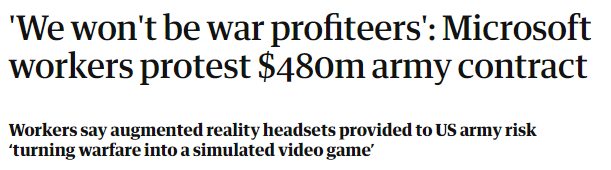 'We won't be war profiteers': Microsoft
workers protest $480m army contract
Workers say augmented reality headsets provided to US army risk
‘turning warfare into a simulated video game’